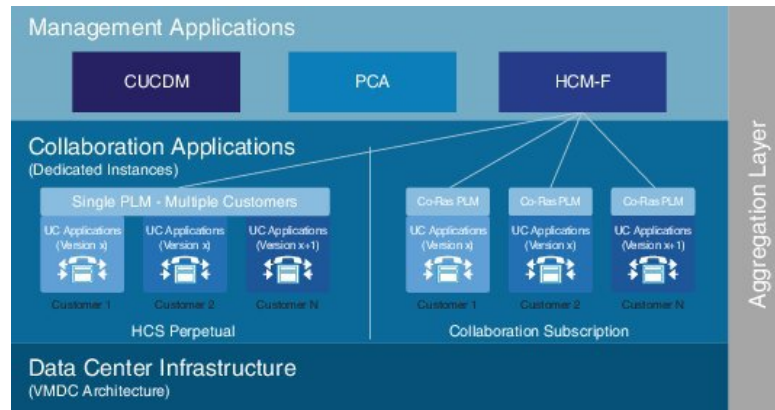 Management Applications
CUCDM
PCA
HCM-F
Collaboration Applications
(Dedicated Instances)
Single PLM - Multiple Customers
UC Applications
(Version x)
UC Applications
(Version x)
UC Applications
(Version x+1)
Customer 1
Customer 2
Customer N
HCS Perpetual
Co-Res PLM
Co-Res PLM
Co-Res PLM
UC Applications
(Version x)
UC Applications
(Version x)
UC Applications
(Version x+1)
Customer 1
Customer 2
Customer N
Collaboration Subscription
Data Center Infrastructure
(VMDC Architecture)
Aggregation Layer